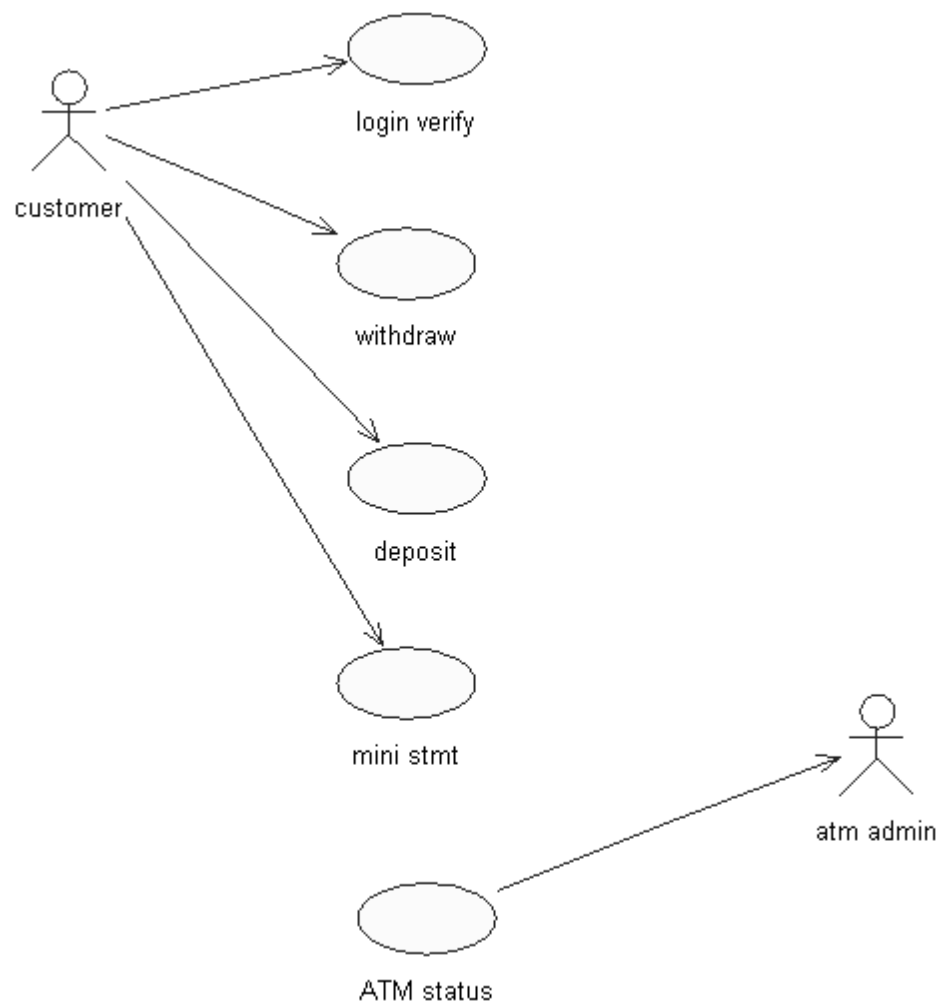 login verify
customer
withdraw
deposit
mini stmt
atm admin
ATM status